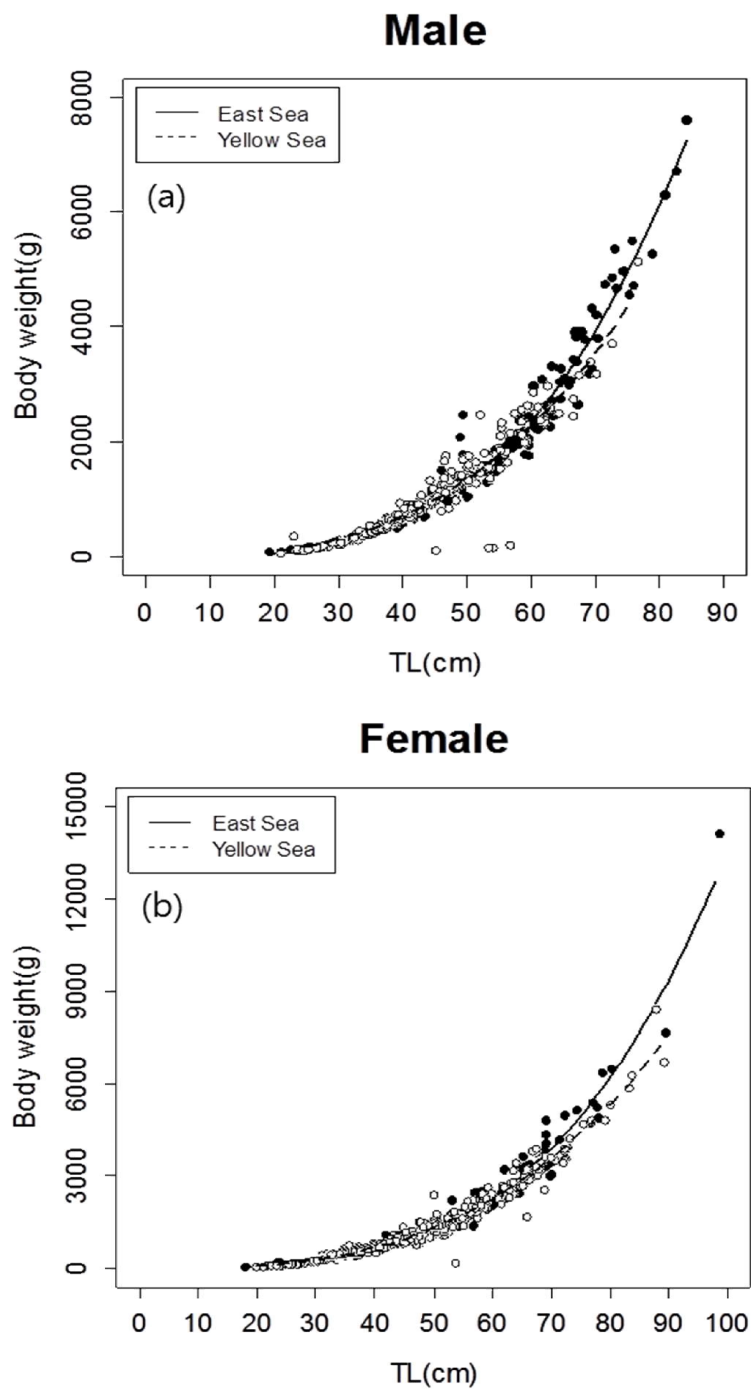 Male
East Sea
Yellow Sea
(a)
Body weight(g)
8000
6000
4000
2000
0
0 10 20 30 40 50 60 70 80 90
TL(cm)
Female
East Sea
Yellow Sea
(b)
Body weight(g)
15000
12000
9000
6000
3000
0
0 10 20 30 40 50 60 70 80 90 100
TL(cm)